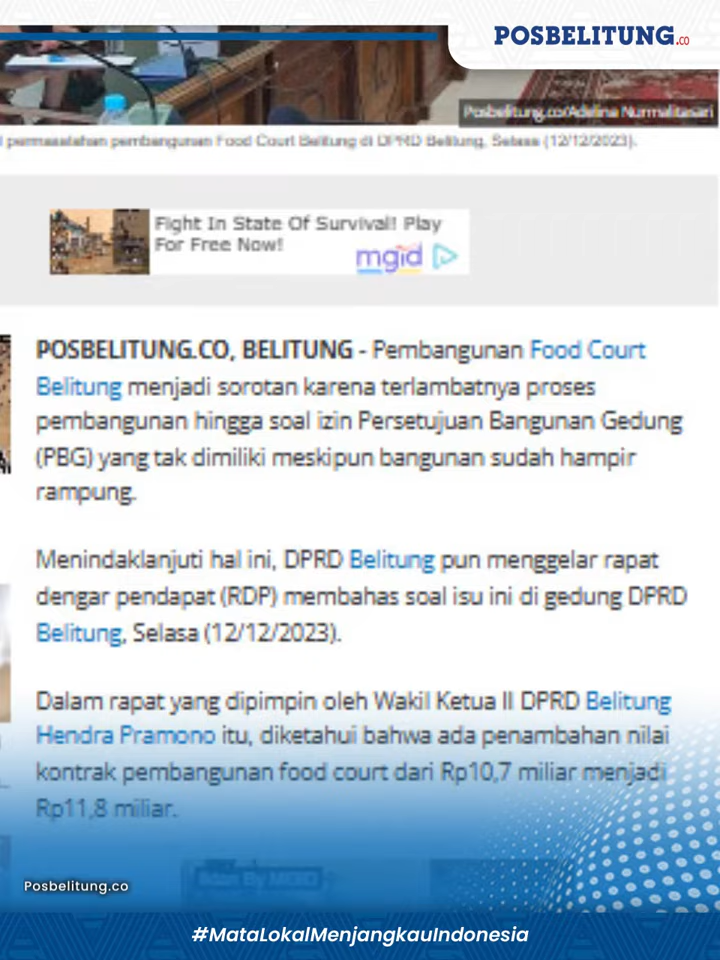 POSBELITUNG.CO
Posbelitung.co/Adelina Nurmalitasari
permasalahan pembangunan Food Court Belitung di DPRD Belitung, Selasa (12/12/2023).
Fight In State Of Survival! Play
For Free Now!
mgid
POSBELITUNG.CO, BELITUNG - Pembangunan Food Court
Belitung menjadi sorotan karena terlambatnya proses
pembangunan hingga soal izin Persetujuan Bangunan Gedung
(PBG) yang tak dimiliki meskipun bangunan sudah hampir
rampung.
Menindaklanjuti hal ini, DPRD Belitung pun menggelar rapat
dengar pendapat (RDP) membahas soal isu ini di gedung DPRD
Belitung, Selasa (12/12/2023).
Dalam rapat yang dipimpin oleh Wakil Ketua II DPRD Belitung
Hendra Pramono itu, diketahui bahwa ada penambahan nilai
kontrak pembangunan food court dari Rp10,7 miliar menjadi
Rp11,8 miliar.
Posbelitung.co
#MataLokalMenjangkauIndonesia